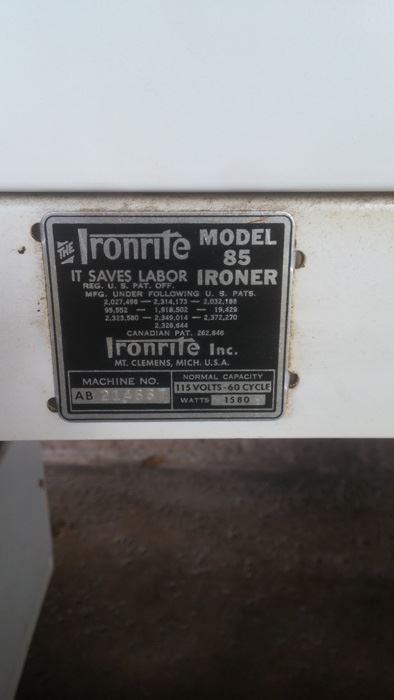 THE Ironrite MODEL
85
IT SAVES LABOR IRONER
REG. U. S. PAT. OFF.
MFG. UNDER FOLLOWING U. S. PATS.
2,027,498 — 2,314,173 — 2,032,188
95,552 — 1,818,502 — 19,429
2,323,580 — 2,349,014 — 2,372,270
2,328,644
CANADIAN PAT. 262,846
Ironrite Inc.
MT. CLEMENS, MICH. U.S.A.
MACHINE NO.
AB
NORMAL CAPACITY
115 VOLTS - 60 CYCLE
WATTS 1580